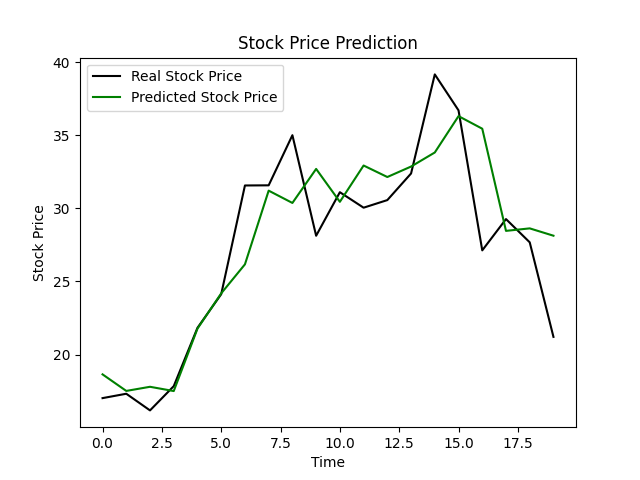 Stock Price Prediction
Real Stock Price
Predicted Stock Price
Stock Price
40
35
30
25
20
0.0 2.5 5.0 7.5 10.0 12.5 15.0 17.5
Time